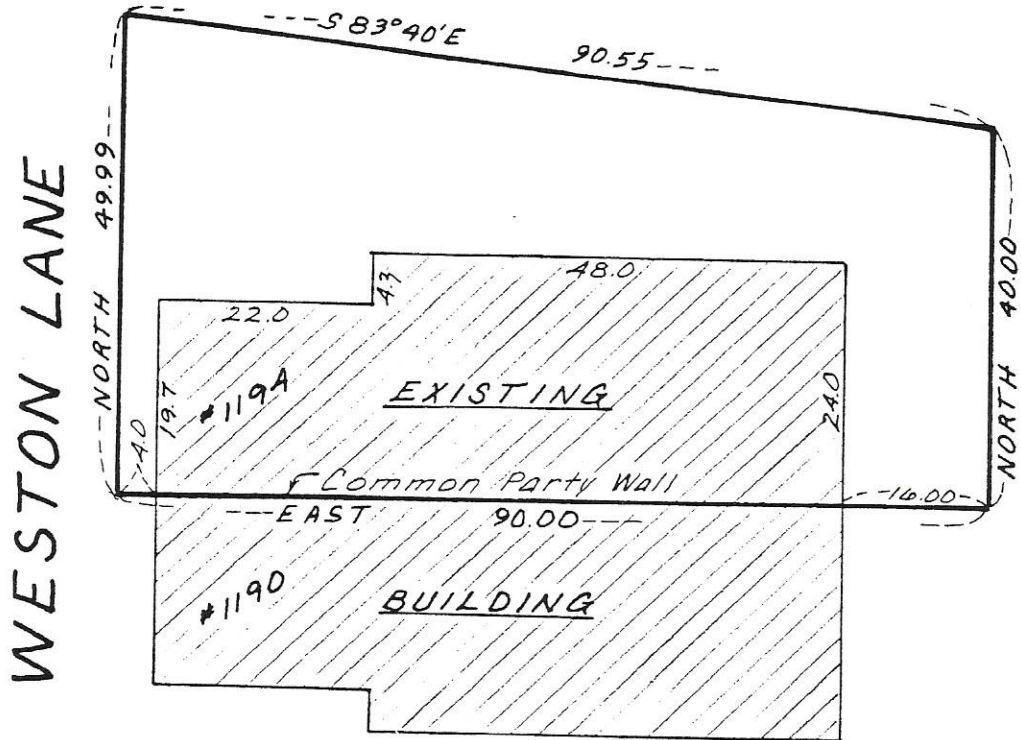 S 83°40'E
90.55
WESTON LANE
NORTH
49.99
NORTH
40.00
48.0
4.3
22.0
#119A
EXISTING
19.7
24.0
4.0
Common Party Wall
16.00
EAST
90.00
#119D
BUILDING